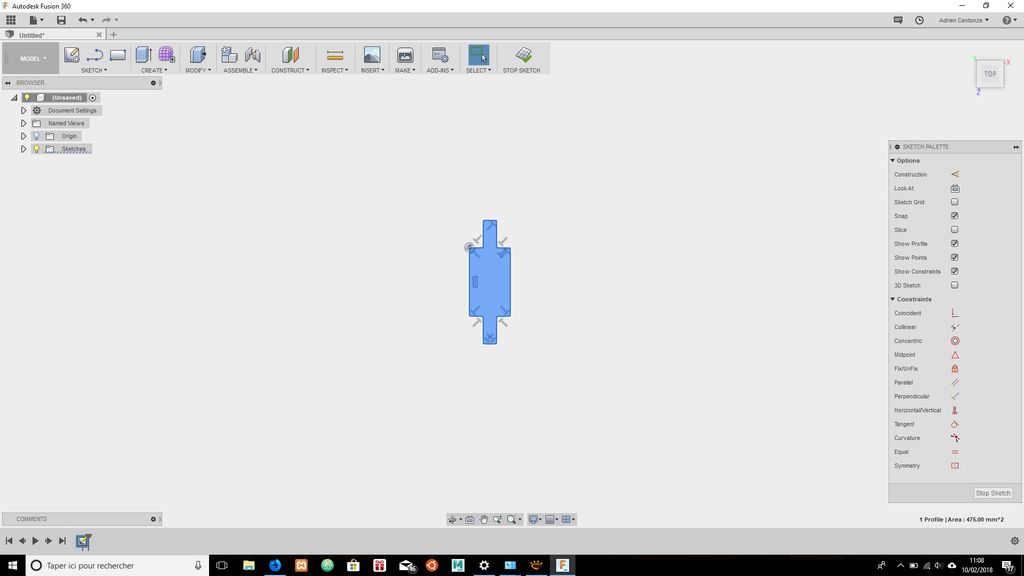 Autodesk Fusion 360
Adrien Centonze
Untitled*
MODEL
SKETCH CREATE MODIFY ASSEMBLE CONSTRUCT INSPECT INSERT MAKE ADD-INS SELECT STOP SKETCH
BROWSER
(Unsaved)
Document Settings
Named Views
Origin
Sketches
TOP
X
Z
SKETCH PALETTE
Options
Construction
Look At
Sketch Grid
Snap
Slice
Show Profile
Show Points
Show Constraints
3D Sketch
Constraints
Coincident
Collinear
Concentric
Midpoint
Fix/UnFix
Parallel
Perpendicular
Horizontal/Vertical
Tangent
Curvature
Equal
Symmetry
Stop Sketch
COMMENTS
1 Profile | Area : 475.00 mm^2
Taper ici pour rechercher
11:08
10/02/2018